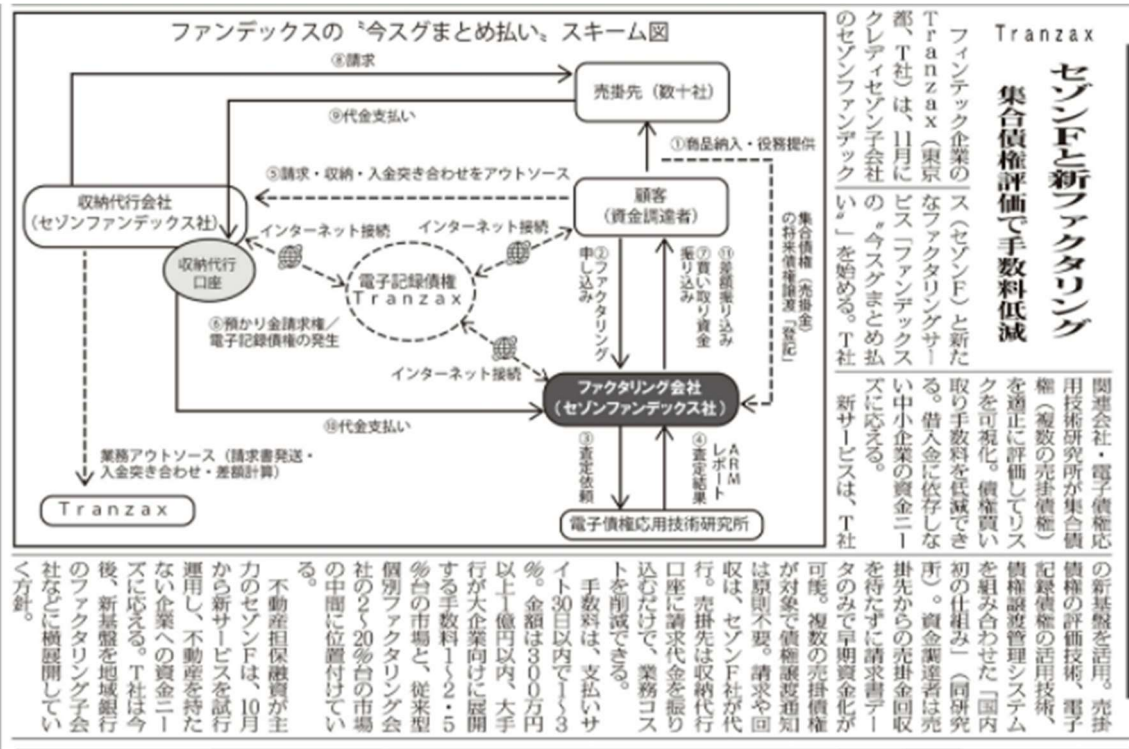 Tranzax
セゾンFと新ファクタリング
集合債権評価で手数料低減
フィンテック企業の
Tranzax（東京
都、T社）は、11月に
クレディセゾン子会社
のセゾンファンデック
ス（セゾンF）と新た
なファクタリングサー
ビス「ファンデックス
の〝今スグまとめ払
い〟」を始める。T社
関連会社・電子債権応
用技術研究所が集合債
権（複数の売掛債権）
を適正に評価してリス
クを可視化。債権買い
取り手数料を低減でき
る。借入金に依存しな
い中小企業の資金ニー
ズに応える。
新サービスは、T社
の新基盤を活用。売掛
債権の評価技術、電子
記録債権の活用技術、
債権譲渡管理システム
を組み合わせた「国内
初の仕組み」（同研究
所）。資金調達者は売
掛先からの売掛金回収
を待たずに請求書デー
タのみで早期資金化が
可能。複数の売掛債権
が対象で債権譲渡通知
は原則不要。請求や回
収は、セゾンF社が代
行。売掛先は収納代行
口座に請求代金を振り
込むだけで、業務コス
トを削減できる。
手数料は、支払いサ
イト30日以内で1〜3
%。金額は300万円
以上1億円以内、大手
行が大企業向けに展開
する手数料1〜2・5
%台の市場と、従来型
個別ファクタリング会
社の2〜20%台の市場
の中間に位置付けてい
る。
不動産担保融資が主
力のセゾンFは、10月
から新サービスを試行
運用し、不動産を持た
ない企業への資金ニー
ズに応える。T社は今
後、新基盤を地域銀行
のファクタリング子会
社などに横展開してい
く方針。
ファンデックスの〝今スグまとめ払い〟スキーム図
⑧請求
売掛先（数十社）
⑨代金支払い
①商品納入・役務提供
⑤請求・収納・入金突き合わせをアウトソース
収納代行会社
（セゾンファンデックス社）
顧客
（資金調達者）
インターネット接続
インターネット接続
収納代行
口座
電子記録債権
Tranzax
⑥預かり金請求権／
電子記録債権の発生
インターネット接続
②ファクタリング
申し込み
⑪差額振り込み
⑦買い取り資金
振り込み
集合債権（売掛金）
の将来債権譲渡「登記」
ファクタリング会社
（セゾンファンデックス社）
⑩代金支払い
業務アウトソース（請求書発送・
入金突き合わせ・差額計算）
③査定依頼
④査定結果
ARM
レポート
Tranzax
電子債権応用技術研究所